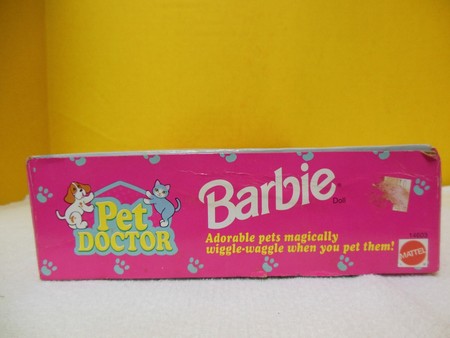 Pet
DOCTOR
Barbie®
Doll
Adorable pets magically
wiggle-waggle when you pet them!
MATTEL